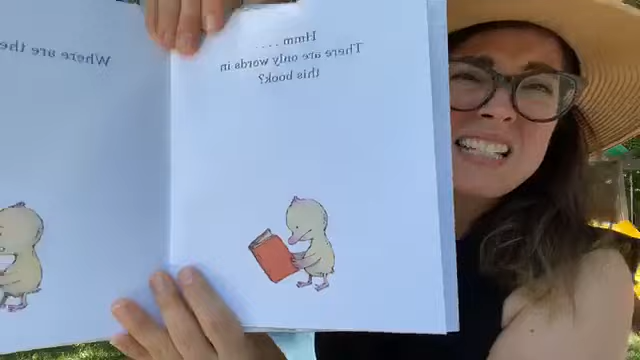 Hmm . . . .
There are only words in
this book?
Where are the